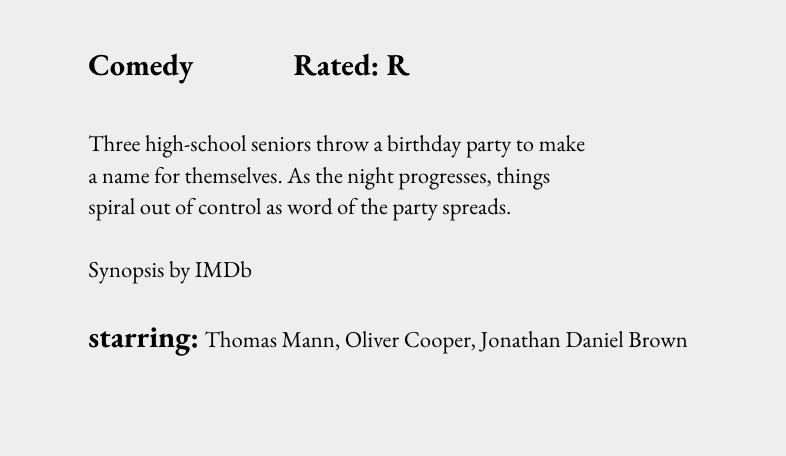 Comedy Rated: R
Three high-school seniors throw a birthday party to make
a name for themselves. As the night progresses, things
spiral out of control as word of the party spreads.
Synopsis by IMDb
starring: Thomas Mann, Oliver Cooper, Jonathan Daniel Brown